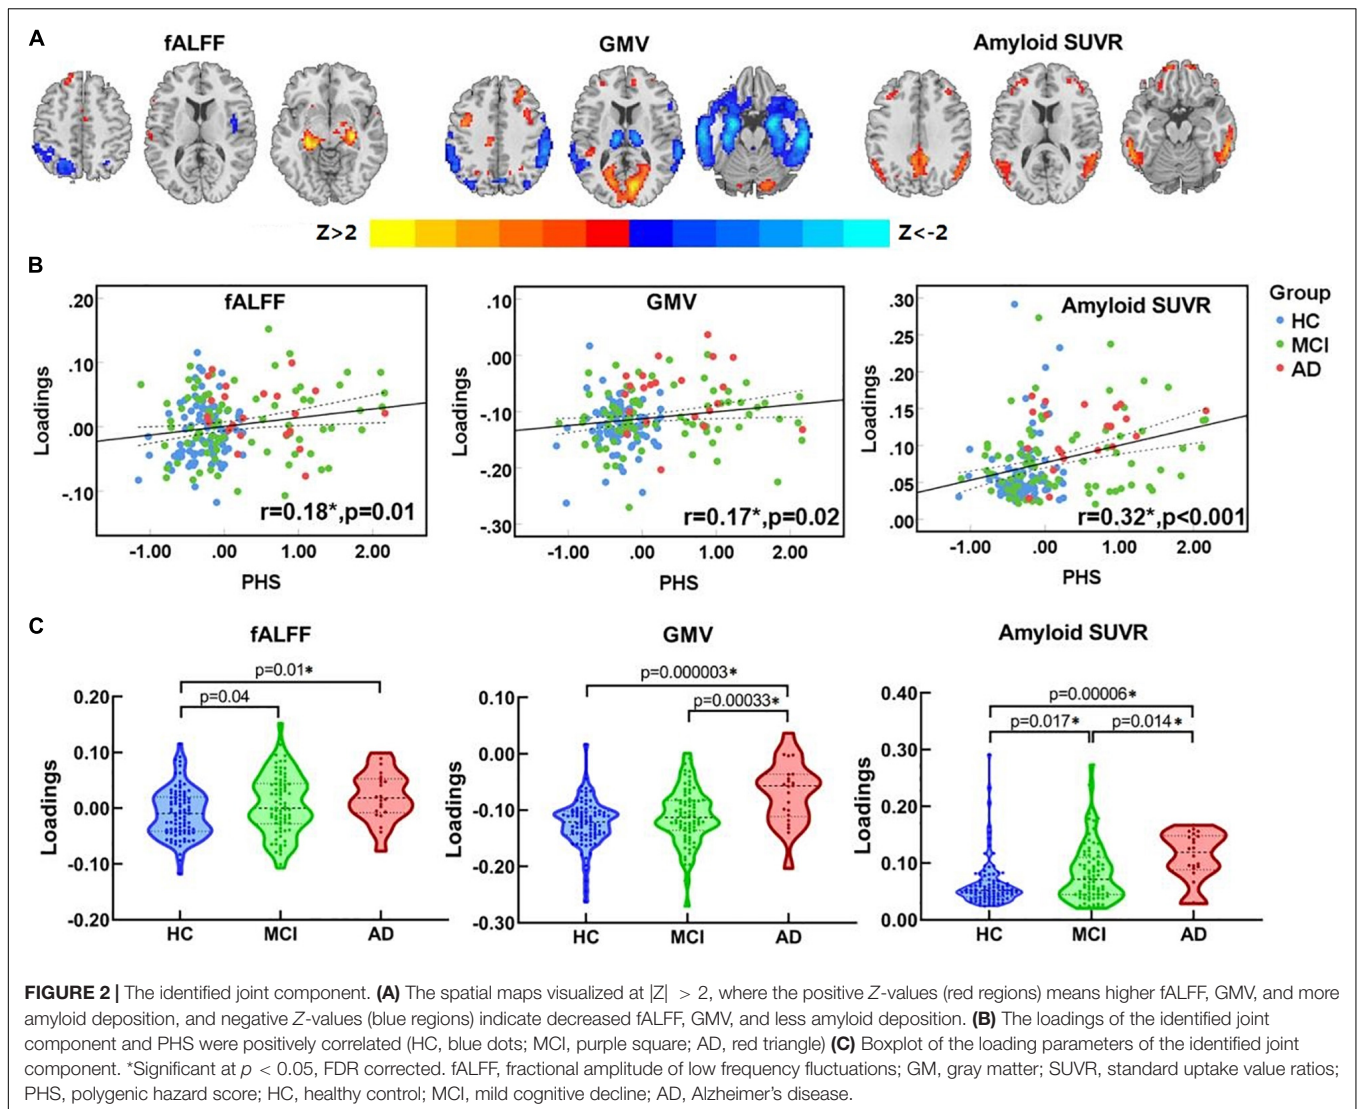 A
fALFF
GMV
Amyloid SUVR
Z>2
Z<-2
B
fALFF
GMV
Amyloid SUVR
Group
HC
MCI
AD
Loadings
.20
.10
.00
-.10
r=0.18*,p=0.01
-1.00 .00 1.00 2.00
PHS
Loadings
.10
.00
-.10
-.20
-.30
r=0.17*,p=0.02
-1.00 .00 1.00 2.00
PHS
Loadings
.30
.25
.20
.15
.10
.05
.00
r=0.32*,p<0.001
-1.00 .00 1.00 2.00
PHS
C
fALFF
p=0.01*
p=0.04
Loadings
0.20
0.10
0.00
-0.10
-0.20
HC MCI AD
GMV
p=0.000003*
p=0.00033*
Loadings
0.10
0.00
-0.10
-0.20
-0.30
HC MCI AD
Amyloid SUVR
p=0.00006*
p=0.017* p=0.014*
Loadings
0.40
0.30
0.20
0.10
0.00
HC MCI AD
FIGURE 2 | The identified joint component. (A) The spatial maps visualized at |Z| > 2, where the positive Z-values (red regions) means higher fALFF, GMV, and more
amyloid deposition, and negative Z-values (blue regions) indicate decreased fALFF, GMV, and less amyloid deposition. (B) The loadings of the identified joint
component and PHS were positively correlated (HC, blue dots; MCI, purple square; AD, red triangle) (C) Boxplot of the loading parameters of the identified joint
component. *Significant at p < 0.05, FDR corrected. fALFF, fractional amplitude of low frequency fluctuations; GM, gray matter; SUVR, standard uptake value ratios;
PHS, polygenic hazard score; HC, healthy control; MCI, mild cognitive decline; AD, Alzheimer's disease.